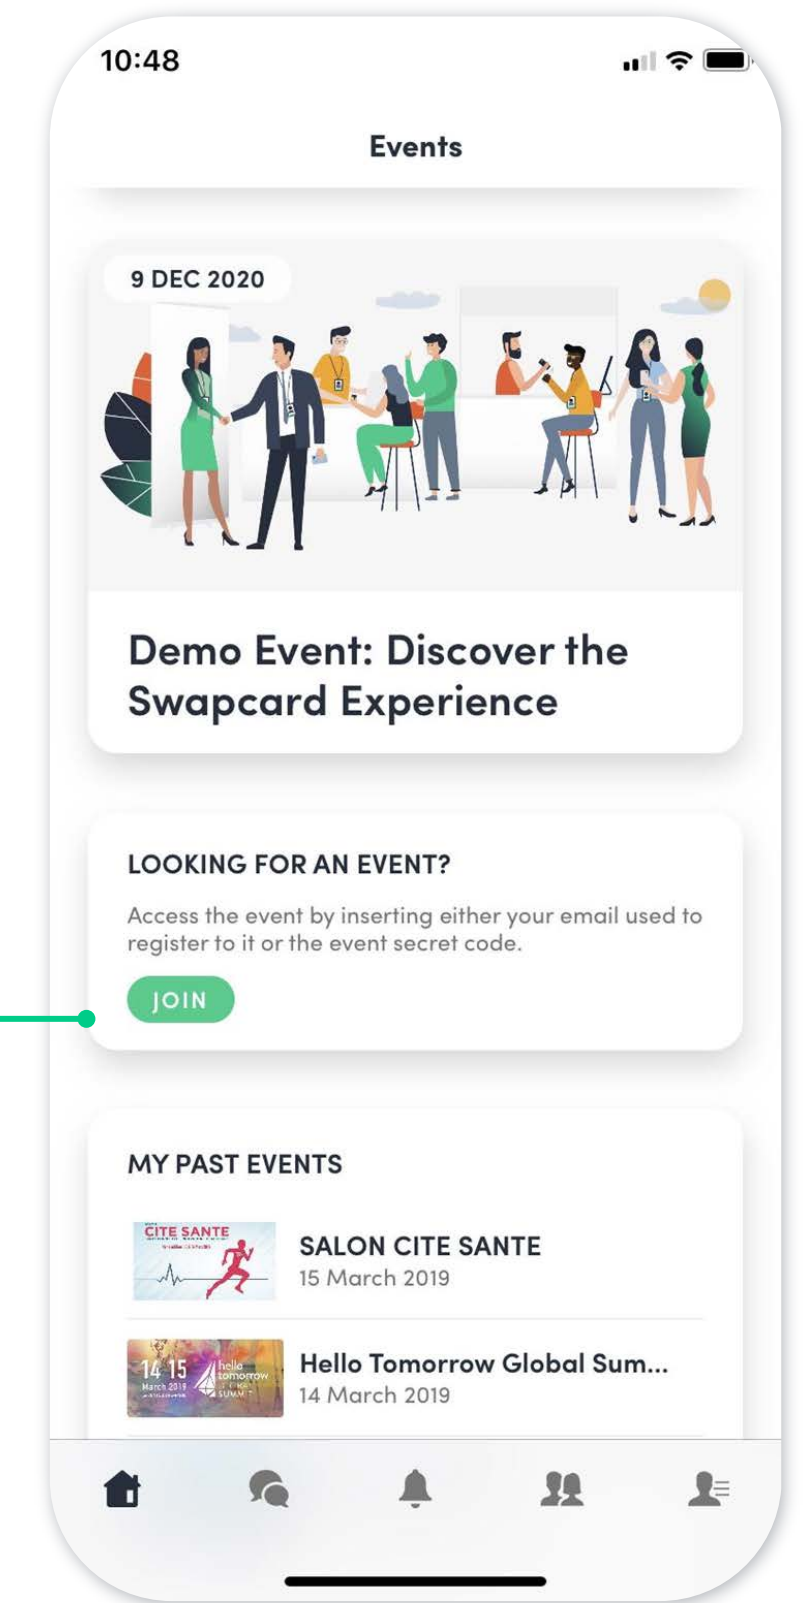 10:48
Events
9 DEC 2020
Demo Event: Discover the
Swapcard Experience
LOOKING FOR AN EVENT?
Access the event by inserting either your email used to
register to it or the event secret code.
JOIN
MY PAST EVENTS
CITE SANTE
SALON CITE SANTE
15 March 2019
14 15
March 2019
hello
tomorrow
SUMMIT
Hello Tomorrow Global Sum...
14 March 2019